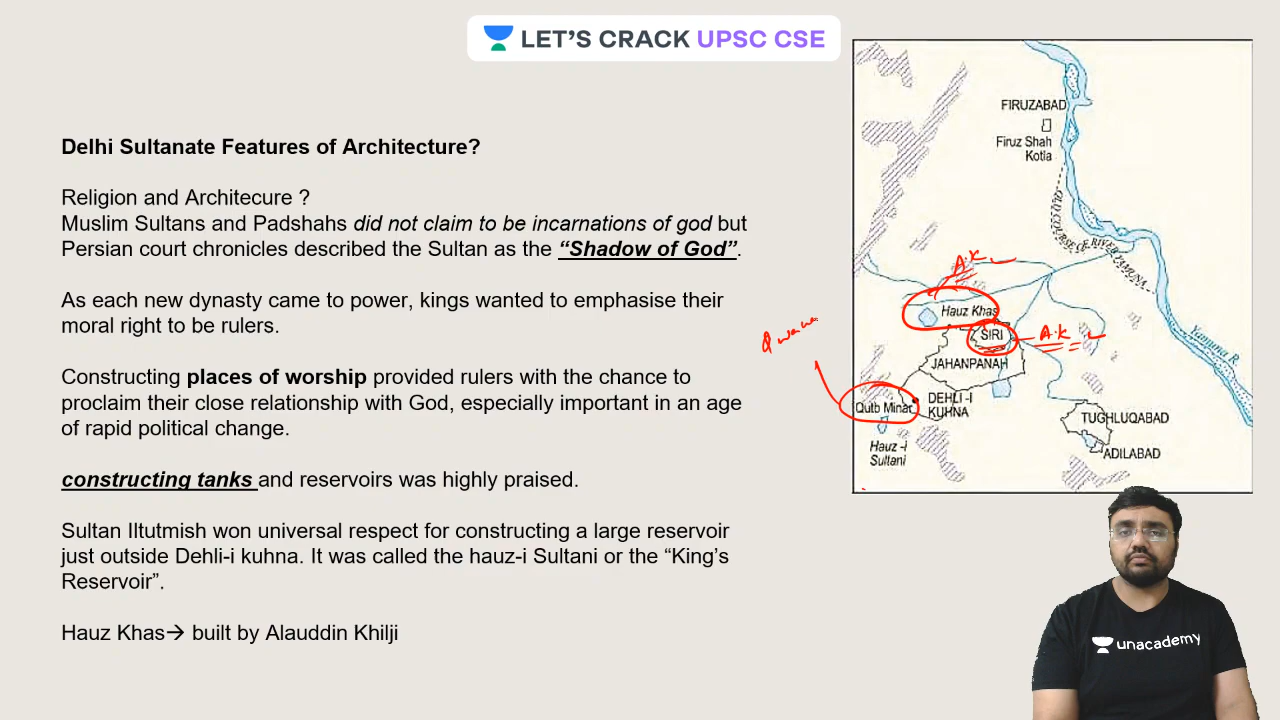 LET'S CRACK UPSC CSE
Delhi Sultanate Features of Architecture?
Religion and Architecure ?
Muslim Sultans and Padshahs did not claim to be incarnations of god but
Persian court chronicles described the Sultan as the “Shadow of God”.
As each new dynasty came to power, kings wanted to emphasise their
moral right to be rulers.
Constructing places of worship provided rulers with the chance to
proclaim their close relationship with God, especially important in an age
of rapid political change.
constructing tanks and reservoirs was highly praised.
Sultan Iltutmish won universal respect for constructing a large reservoir
just outside Dehli-i kuhna. It was called the hauz-i Sultani or the “King’s
Reservoir”.
Hauz Khas→ built by Alauddin Khilji
FIRUZABAD
Firuz Shah
Kotla
OLD COURSE OF RIVER YAMUNA
A.K
Hauz Khas
SIRI
A.K
Yamuna R.
JAHANPANAH
Qutb Minar
DEHLI-I
KUHNA
TUGHLUQABAD
Hauz -i
Sultani
ADILABAD
unacademy